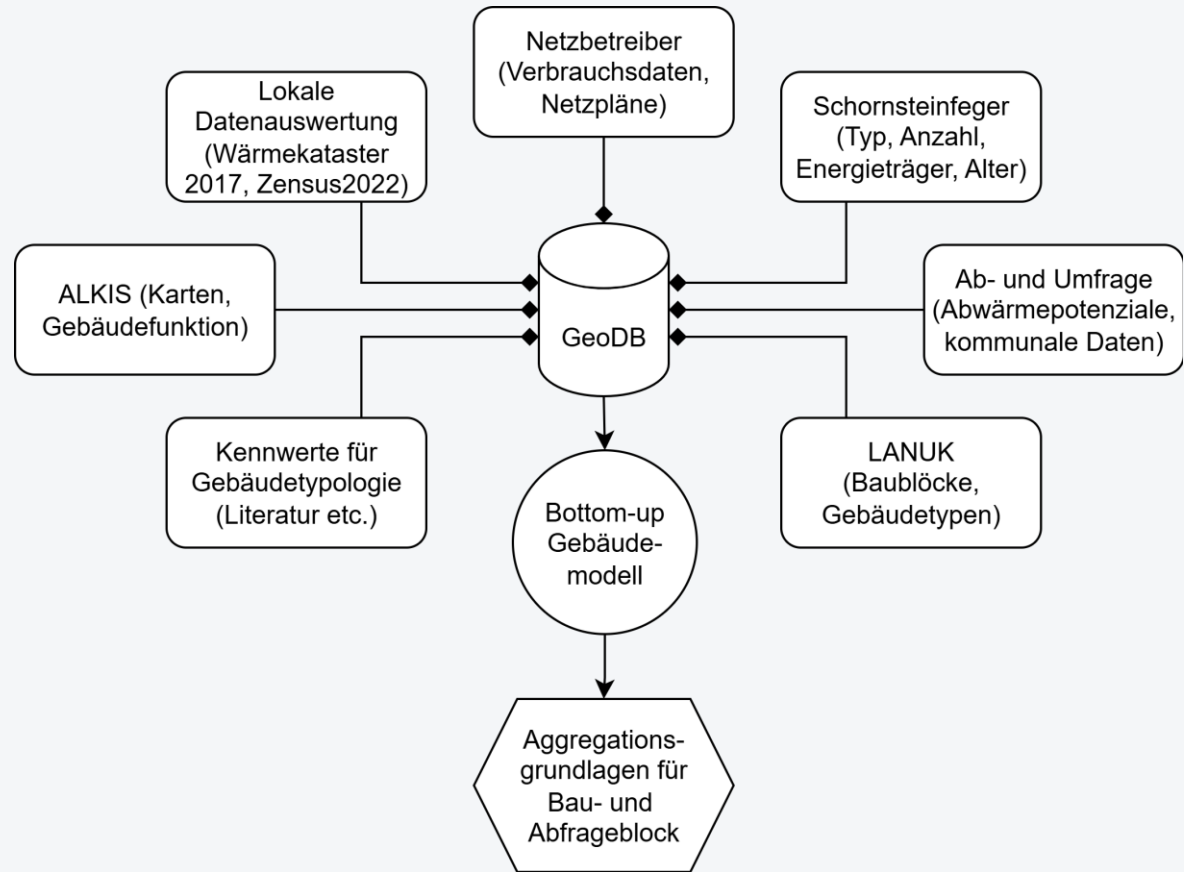 Netzbetreiber
(Verbrauchsdaten,
Netzpläne)
Lokale
Datenauswertung
(Wärmekataster
2017, Zensus2022)
Schornsteinfeger
(Typ, Anzahl,
Energieträger, Alter)
ALKIS (Karten,
Gebäudefunktion)
GeoDB
Ab- und Umfrage
(Abwärmepotenziale,
kommunale Daten)
Kennwerte für
Gebäudetypologie
(Literatur etc.)
LANUK
(Baublöcke,
Gebäudetypen)
Bottom-up
Gebäude-
modell
Aggregations-
grundlagen für
Bau- und
Abfrageblock